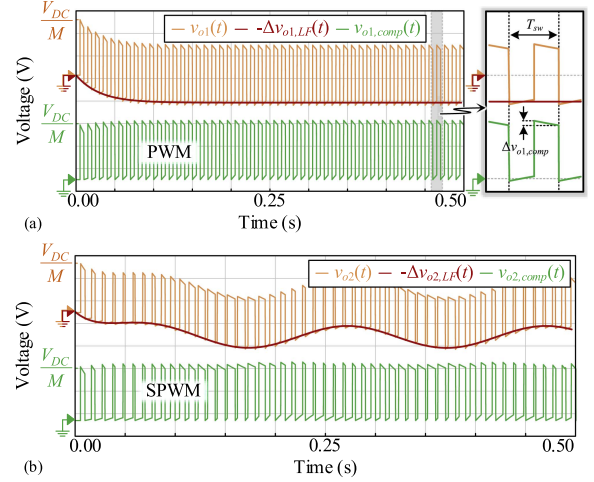 V_DC/M
v_o1(t) -Δv_o1,LF(t) v_o1,comp(t)
T_sw
Voltage (V)
V_DC/M
Δv_o1,comp
PWM
0.00 0.25 0.50
(a) Time (s)
V_DC/M
v_o2(t) -Δv_o2,LF(t) v_o2,comp(t)
Voltage (V)
V_DC/M
SPWM
0.00 0.25 0.50
(b) Time (s)